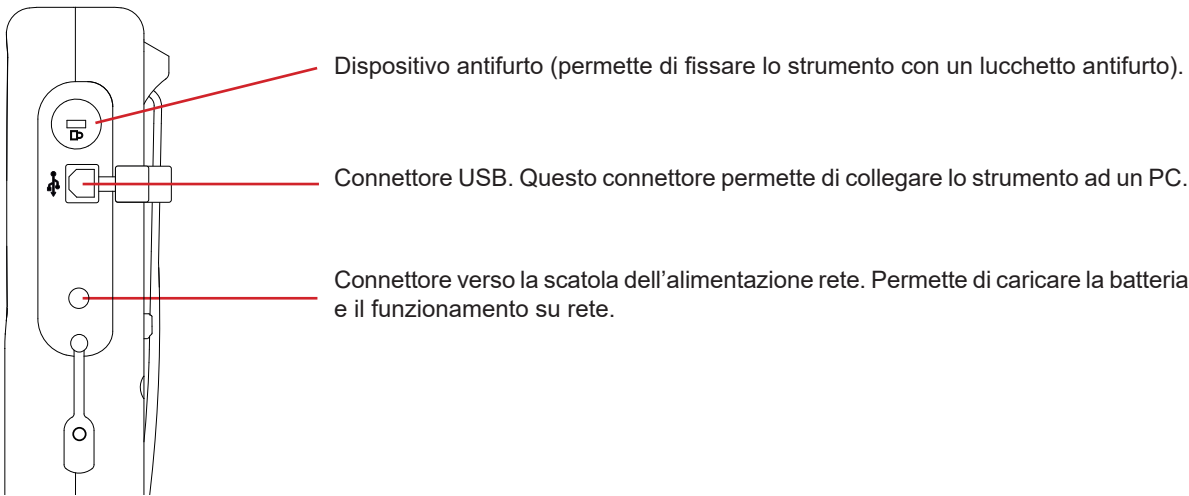 Dispositivo antifurto (permette di fissare lo strumento con un lucchetto antifurto).
Connettore USB. Questo connettore permette di collegare lo strumento ad un PC.
Connettore verso la scatola dell’alimentazione rete. Permette di caricare la batteria
e il funzionamento su rete.